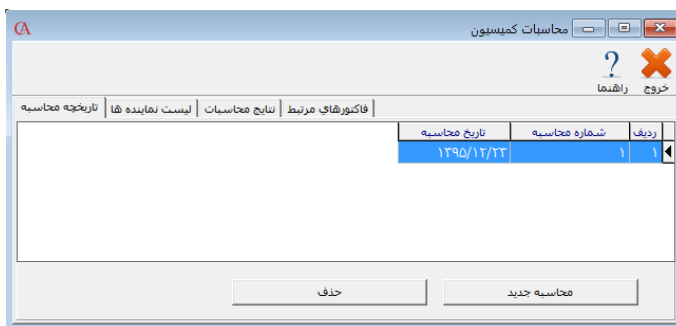 محاسبات کمیسیون
خروج راهنما
تاریخچه محاسبه لیست نماینده ها نتایج محاسبات فاکتورهاي مرتبط
ردیف شماره محاسبه تاریخ محاسبه
۱ ۱ ۱۳۹۵/۱۲/۲۳
محاسبه جدید حذف